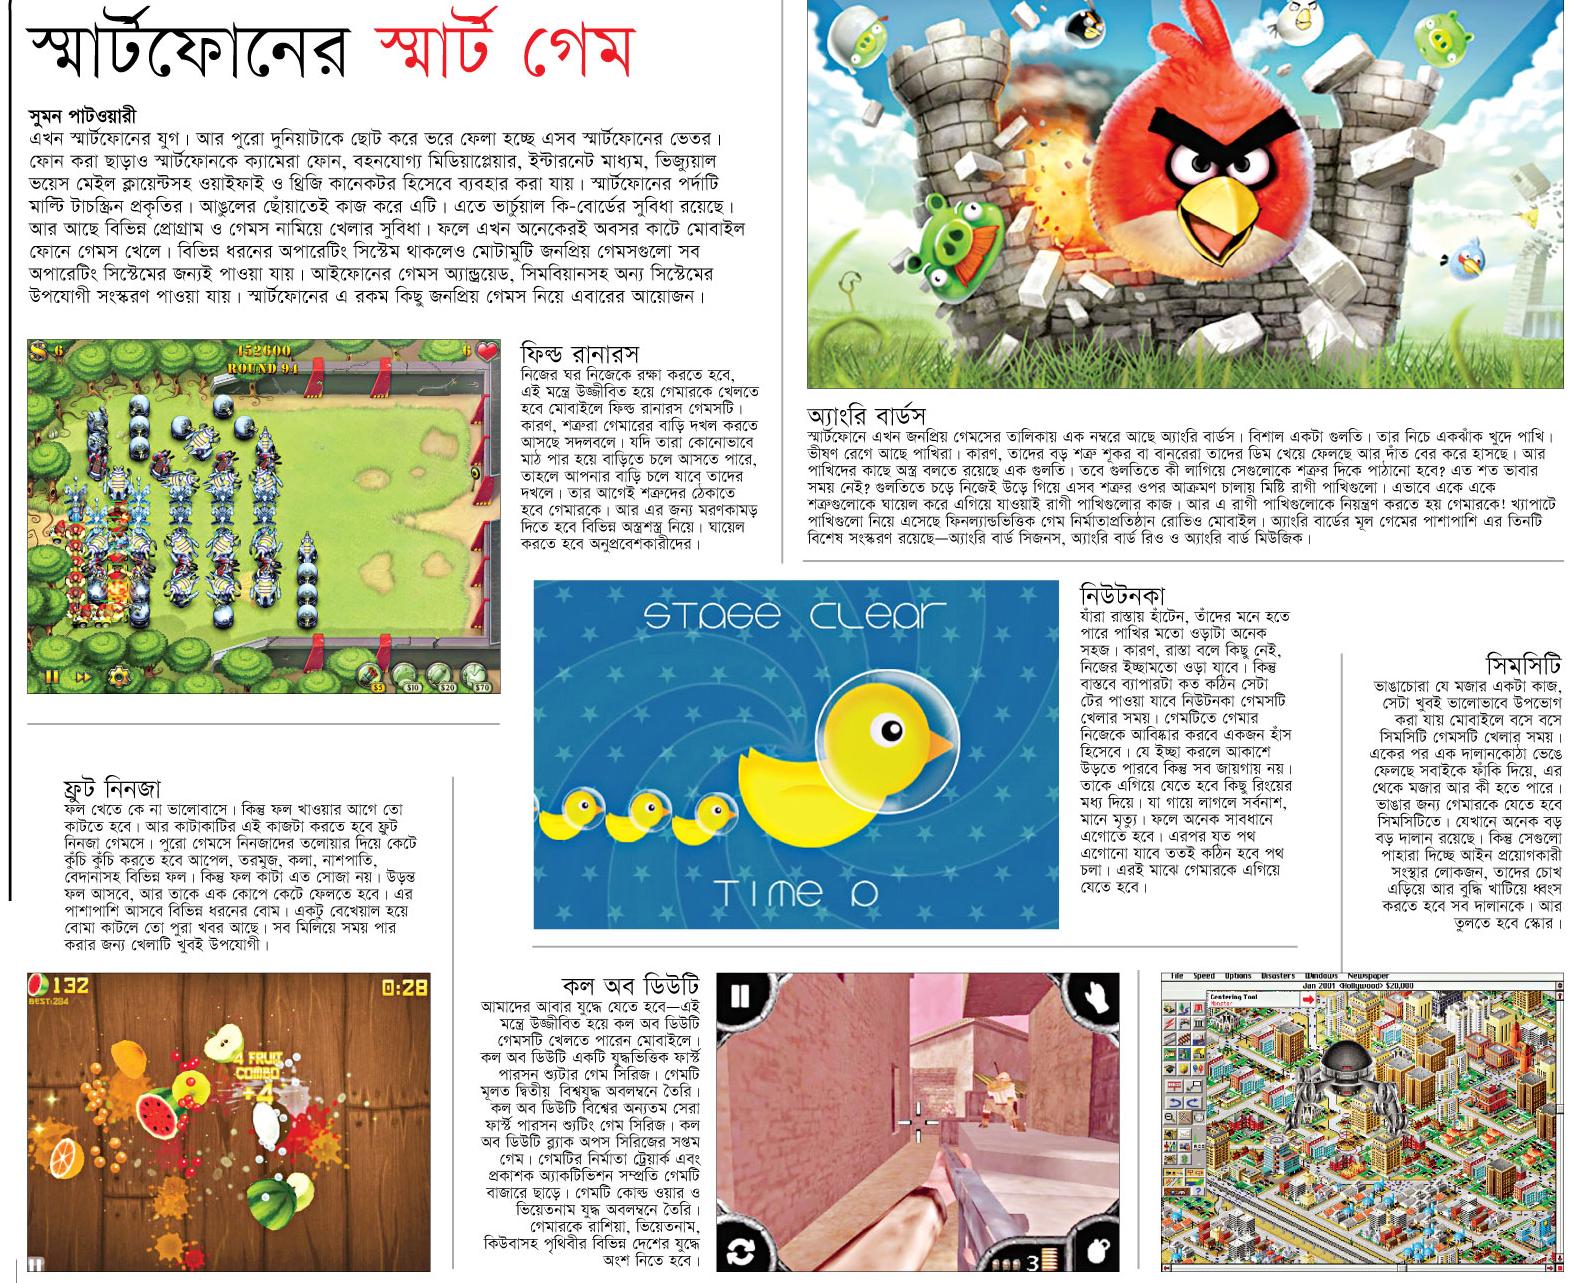 স্মার্টফোনের স্মার্ট গেম
সুমন পাটওয়ারী
এখন স্মার্টফোনের যুগ। আর পুরো দুনিয়াটাকে ছোট করে ভরে ফেলা হচ্ছে এসব স্মার্টফোনের ভেতর।
ফোন করা ছাড়াও স্মার্টফোনকে ক্যামেরা ফোন, বহনযোগ্য মিডিয়াপ্লেয়ার, ইন্টারনেট মাধ্যম, ভিজ্যুয়াল
ভয়েস মেইল ক্লায়েন্টসহ ওয়াইফাই ও থ্রিজি কানেকটর হিসেবে ব্যবহার করা যায়। স্মার্টফোনের পর্দাটি
মাল্টি টাচস্ক্রিন প্রকৃতির। আঙুলের ছোঁয়াতেই কাজ করে এটি। এতে ভার্চুয়াল কি-বোর্ডের সুবিধা রয়েছে।
আর আছে বিভিন্ন প্রোগ্রাম ও গেমস নামিয়ে খেলার সুবিধা। ফলে এখন অনেকেরই অবসর কাটে মোবাইল
ফোনে গেমস খেলে। বিভিন্ন ধরনের অপারেটিং সিস্টেম থাকলেও মোটামুটি জনপ্রিয় গেমসগুলো সব
অপারেটিং সিস্টেমের জন্যই পাওয়া যায়। আইফোনের গেমস অ্যান্ড্রয়েড, সিমবিয়ানসহ অন্য সিস্টেমের
উপযোগী সংস্করণ পাওয়া যায়। স্মার্টফোনের এ রকম কিছু জনপ্রিয় গেমস নিয়ে এবারের আয়োজন।
$ 6 452600 6
ROUND 94
$5 $10 $20 $70
ফিল্ড রানারস
নিজের ঘর নিজেকে রক্ষা করতে হবে,
এই মন্ত্রে উজ্জীবিত হয়ে গেমারকে খেলতে
হবে মোবাইলে ফিল্ড রানারস গেমসটি।
কারণ, শত্রুরা গেমারের বাড়ি দখল করতে
আসছে সদলবলে। যদি তারা কোনোভাবে
মাঠ পার হয়ে বাড়িতে চলে আসতে পারে,
তাহলে আপনার বাড়ি চলে যাবে তাদের
দখলে। তার আগেই শত্রুদের ঠেকাতে
হবে গেমারকে। আর এর জন্য মরণকামড়
দিতে হবে বিভিন্ন অস্ত্রশস্ত্র নিয়ে। ঘায়েল
করতে হবে অনুপ্রবেশকারীদের।
অ্যাংরি বার্ডস
স্মার্টফোনে এখন জনপ্রিয় গেমসের তালিকায় এক নম্বরে আছে অ্যাংরি বার্ডস। বিশাল একটা গুলতি। তার নিচে একঝাঁক খুদে পাখি।
ভীষণ রেগে আছে পাখিরা। কারণ, তাদের বড় শত্রু শূকর বা বানরেরা তাদের ডিম খেয়ে ফেলছে আর দাঁত বের করে হাসছে। আর
পাখিদের কাছে অস্ত্র বলতে রয়েছে এক গুলতি। তবে গুলতিতে কী লাগিয়ে সেগুলোকে শত্রুর দিকে পাঠানো হবে? এত শত ভাবার
সময় নেই? গুলতিতে চড়ে নিজেই উড়ে গিয়ে এসব শত্রুর ওপর আক্রমণ চালায় মিষ্টি রাগী পাখিগুলো। এভাবে একে একে
শত্রুগুলোকে ঘায়েল করে এগিয়ে যাওয়াই রাগী পাখিগুলোর কাজ। আর এ রাগী পাখিগুলোকে নিয়ন্ত্রণ করতে হয় গেমারকে! খ্যাপাটে
পাখিগুলো নিয়ে এসেছে ফিনল্যান্ডভিত্তিক গেম নির্মাতাপ্রতিষ্ঠান রোভিও মোবাইল। অ্যাংরি বার্ডের মূল গেমের পাশাপাশি এর তিনটি
বিশেষ সংস্করণ রয়েছে—অ্যাংরি বার্ড সিজনস, অ্যাংরি বার্ড রিও ও অ্যাংরি বার্ড মিউজিক।
STAGE CLEAR
TIME 0
নিউটনকা
যাঁরা রাস্তায় হাঁটেন, তাঁদের মনে হতে
পারে পাখির মতো ওড়াটা অনেক
সহজ। কারণ, রাস্তা বলে কিছু নেই,
নিজের ইচ্ছামতো ওড়া যাবে। কিন্তু
বাস্তবে ব্যাপারটা কত কঠিন সেটা
টের পাওয়া যাবে নিউটনকা গেমসটি
খেলার সময়। গেমটিতে গেমার
নিজেকে আবিষ্কার করবে একজন হাঁস
হিসেবে। যে ইচ্ছা করলে আকাশে
উড়তে পারবে কিন্তু সব জায়গায় নয়।
তাকে এগিয়ে যেতে হবে কিছু রিংয়ের
মধ্য দিয়ে। যা গায়ে লাগলে সর্বনাশ,
মানে মৃত্যু। ফলে অনেক সাবধানে
এগোতে হবে। এরপর যত পথ
এগোনো যাবে ততই কঠিন হবে পথ
চলা। এরই মাঝে গেমারকে এগিয়ে
যেতে হবে।
সিমসিটি
ভাঙাচোরা যে মজার একটা কাজ,
সেটা খুবই ভালোভাবে উপভোগ
করা যায় মোবাইলে বসে বসে
সিমসিটি গেমসটি খেলার সময়।
একের পর এক দালানকোঠা ভেঙে
ফেলছে সবাইকে ফাঁকি দিয়ে, এর
থেকে মজার আর কী হতে পারে।
ভাঙার জন্য গেমারকে যেতে হবে
সিমসিটিতে। যেখানে অনেক বড়
বড় দালান রয়েছে। কিন্তু সেগুলো
পাহারা দিচ্ছে আইন প্রয়োগকারী
সংস্থার লোকজন, তাদের চোখ
এড়িয়ে আর বুদ্ধি খাটিয়ে ধ্বংস
করতে হবে সব দালানকে। আর
তুলতে হবে স্কোর।
ফ্রুট নিনজা
ফল খেতে কে না ভালোবাসে। কিন্তু ফল খাওয়ার আগে তো
কাটতে হবে। আর কাটাকাটির এই কাজটা করতে হবে ফ্রুট
নিনজা গেমসে। পুরো গেমসে নিনজাদের তলোয়ার দিয়ে কেটে
কুঁচি কুঁচি করতে হবে আপেল, তরমুজ, কলা, নাশপাতি,
বেদানাসহ বিভিন্ন ফল। কিন্তু ফল কাটা এত সোজা নয়। উড়ন্ত
ফল আসবে, আর তাকে এক কোপে কেটে ফেলতে হবে। এর
পাশাপাশি আসবে বিভিন্ন ধরনের বোম। একটু বেখেয়াল হয়ে
বোমা কাটলে তো পুরা খবর আছে। সব মিলিয়ে সময় পার
করার জন্য খেলাটি খুবই উপযোগী।
132 0:28
BEST:284
4 FRUIT
COMBO
+4
কল অব ডিউটি
আমাদের আবার যুদ্ধে যেতে হবে—এই
মন্ত্রে উজ্জীবিত হয়ে কল অব ডিউটি
গেমসটি খেলতে পারেন মোবাইলে।
কল অব ডিউটি একটি যুদ্ধভিত্তিক ফার্স্ট
পারসন শ্যুটার গেম সিরিজ। গেমটি
মূলত দ্বিতীয় বিশ্বযুদ্ধ অবলম্বনে তৈরি।
কল অব ডিউটি বিশ্বের অন্যতম সেরা
ফার্স্ট পারসন শ্যুটিং গেম সিরিজ। কল
অব ডিউটি ব্ল্যাক অপস সিরিজের সপ্তম
গেম। গেমটির নির্মাতা ট্রেয়ার্ক এবং
প্রকাশক অ্যাকটিভিশন সম্প্রতি গেমটি
বাজারে ছাড়ে। গেমটি কোল্ড ওয়ার ও
ভিয়েতনাম যুদ্ধ অবলম্বনে তৈরি।
গেমারকে রাশিয়া, ভিয়েতনাম,
কিউবাসহ পৃথিবীর বিভিন্ন দেশের যুদ্ধে
অংশ নিতে হবে।
3
File Speed Options Disasters Windows Newspaper
Jan 2001 <Hollywood> $20,000
Centering Tool
Monster